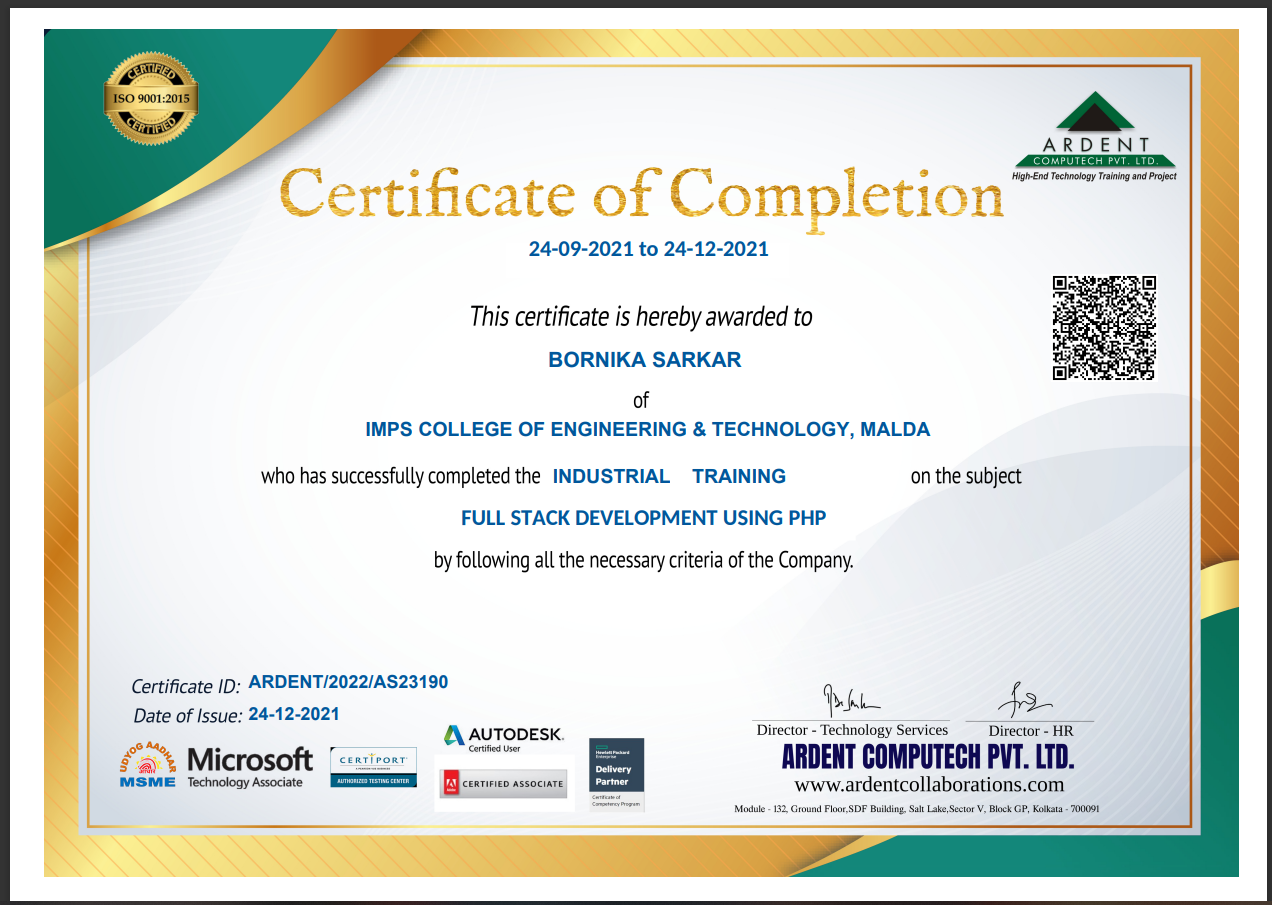 CERTIFIED
ISO 9001:2015
CERTIFIED
ARDENT
COMPUTECH PVT. LTD.
High-End Technology Training and Project
Certificate of Completion
24-09-2021 to 24-12-2021
This certificate is hereby awarded to
BORNIKA SARKAR
of
IMPS COLLEGE OF ENGINEERING & TECHNOLOGY, MALDA
who has successfully completed the INDUSTRIAL TRAINING on the subject
FULL STACK DEVELOPMENT USING PHP
by following all the necessary criteria of the Company.
Certificate ID: ARDENT/2022/AS23190
Date of Issue: 24-12-2021
UDYOG AADHAR
MSME
Microsoft
Technology Associate
CERTIPORT
AUTHORIZED TESTING CENTER
AUTODESK.
Certified User
Adobe
CERTIFIED ASSOCIATE
Hewlett Packard
Enterprise
Delivery
Partner
Certificate of
Competency Program
Director - Technology Services
Director - HR
ARDENT COMPUTECH PVT. LTD.
www.ardentcollaborations.com
Module - 132, Ground Floor,SDF Building, Salt Lake,Sector V, Block GP, Kolkata - 700091